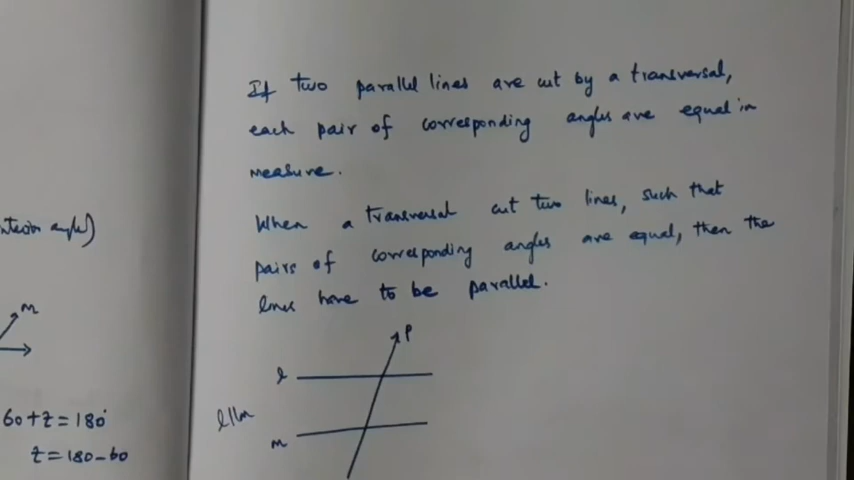 If two parallel lines are cut by a transversal,
each pair of corresponding angles are equal in
measure.
When a transversal cut two lines, such that
pairs of corresponding angles are equal, then the
lines have to be parallel.
P
l
l||m
m
angles)
m
60+z=180°
z=180-60